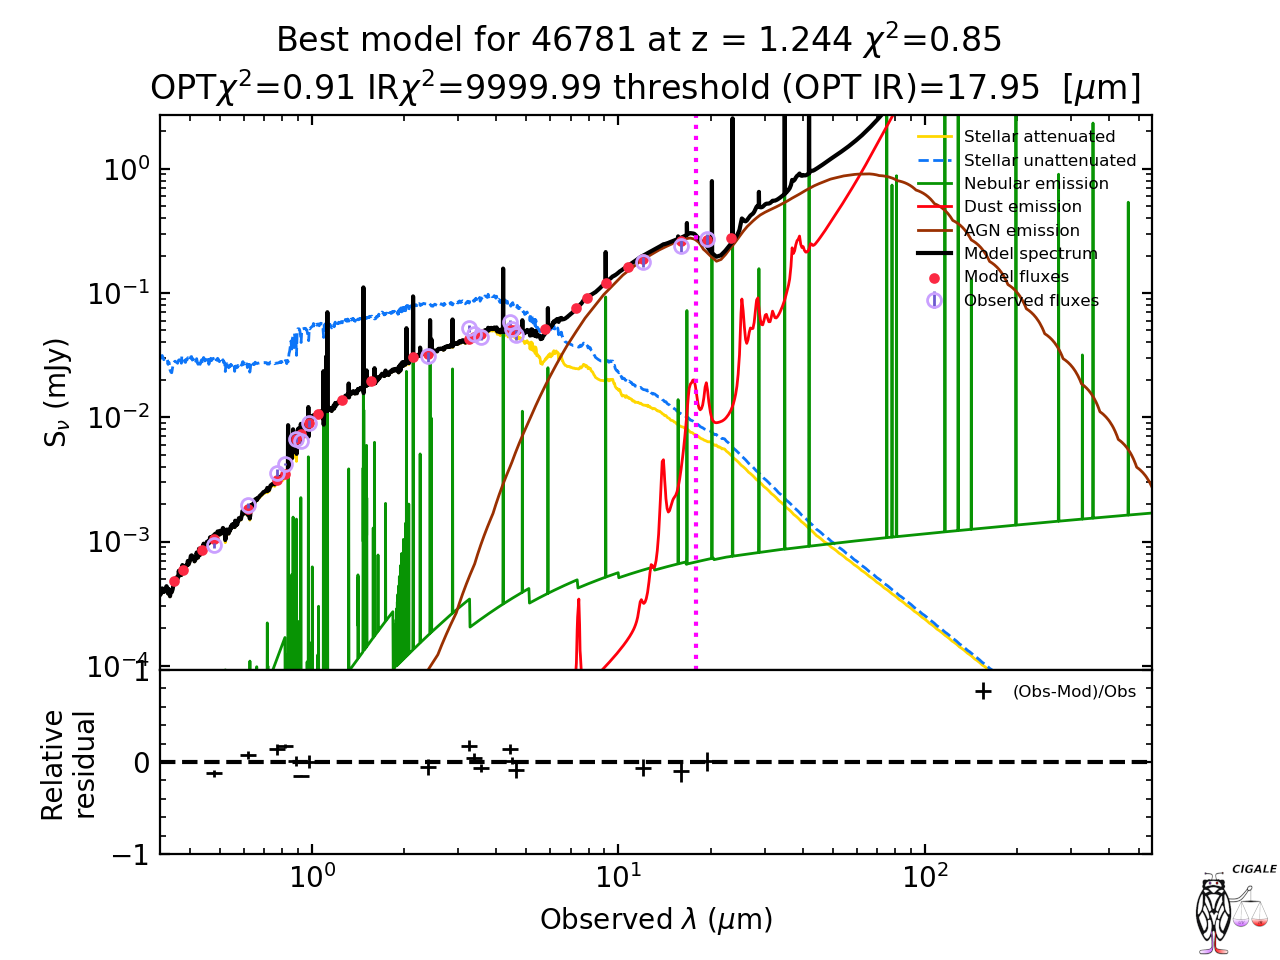 Best model for 46781 at z = 1.244 χ²=0.85
OPTχ²=0.91 IRχ²=9999.99 threshold (OPT IR)=17.95 [μm]
10⁰
10⁻¹
10⁻²
10⁻³
10⁻⁴
S_ν (mJy)
Stellar attenuated
Stellar unattenuated
Nebular emission
Dust emission
AGN emission
Model spectrum
Model fluxes
Observed fluxes
1
0
−1
Relative
residual
(Obs-Mod)/Obs
10⁰
10¹
10²
Observed λ (μm)
CIGALE